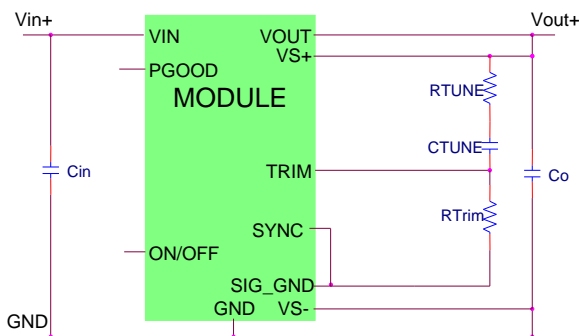 Vin+
VIN
VOUT
Vout+
VS+
PGOOD
RTUNE
MODULE
CTUNE
TRIM
Cin
Co
RTrim
SYNC
ON/OFF
SIG_GND
GND
GND
VS-